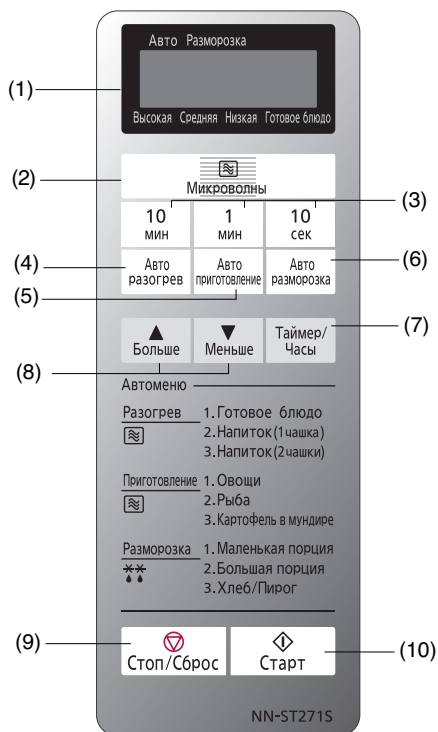 Авто Разморозка
(1)
Высокая Средняя Низкая Готовое блюдо
(2)
Микроволны
(3)
10 мин
1 мин
10 сек
(4)
Авто разогрев
Авто приготовление
Авто разморозка
(6)
(5)
(7)
▲ Больше
▼ Меньше
Таймер/ Часы
(8)
Автоменю
Разогрев 1. Готовое блюдо
2. Напиток (1 чашка)
3. Напиток (2 чашки)
Приготовление 1. Овощи
2. Рыба
3. Картофель в мундире
Разморозка 1. Маленькая порция
2. Большая порция
3. Хлеб/Пирог
(9)
Стоп/Сброс
Старт
(10)
NN-ST271S